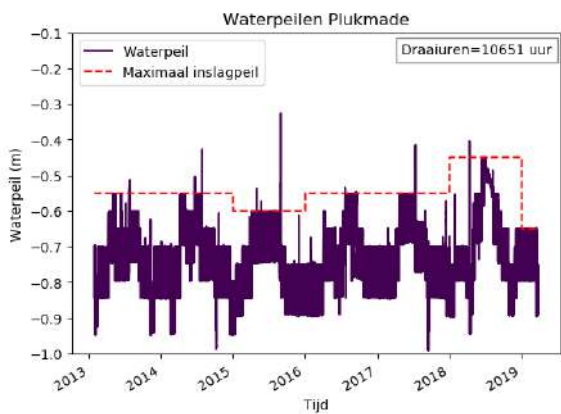 Waterpeilen Plukmade
Waterpeil
Maximaal inslagpeil
Draaiuren=10651 uur
Waterpeil (m)
−0.1
−0.2
−0.3
−0.4
−0.5
−0.6
−0.7
−0.8
−0.9
−1.0
2013
2014
2015
2016
2017
2018
2019
Tijd